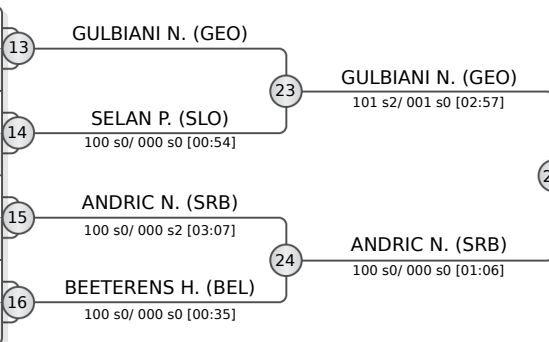 13
GULBIANI N. (GEO)
23
GULBIANI N. (GEO)
101 s2/ 001 s0 [02:57]
14
SELAN P. (SLO)
100 s0/ 000 s0 [00:54]
15
ANDRIC N. (SRB)
100 s0/ 000 s2 [03:07]
24
ANDRIC N. (SRB)
100 s0/ 000 s0 [01:06]
16
BEETERENS H. (BEL)
100 s0/ 000 s0 [00:35]